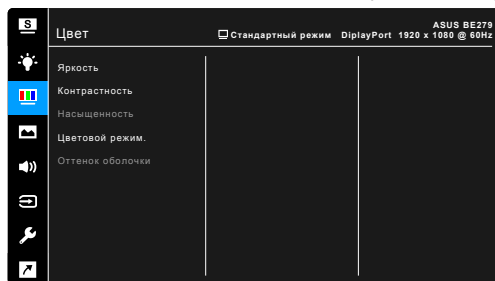 S
ASUS BE279
Цвет
Стандартный режим DiplayPort 1920 x 1080 @ 60Hz
Яркость
Контрастность
Насыщенность
Цветовой режим.
Оттенок оболочки